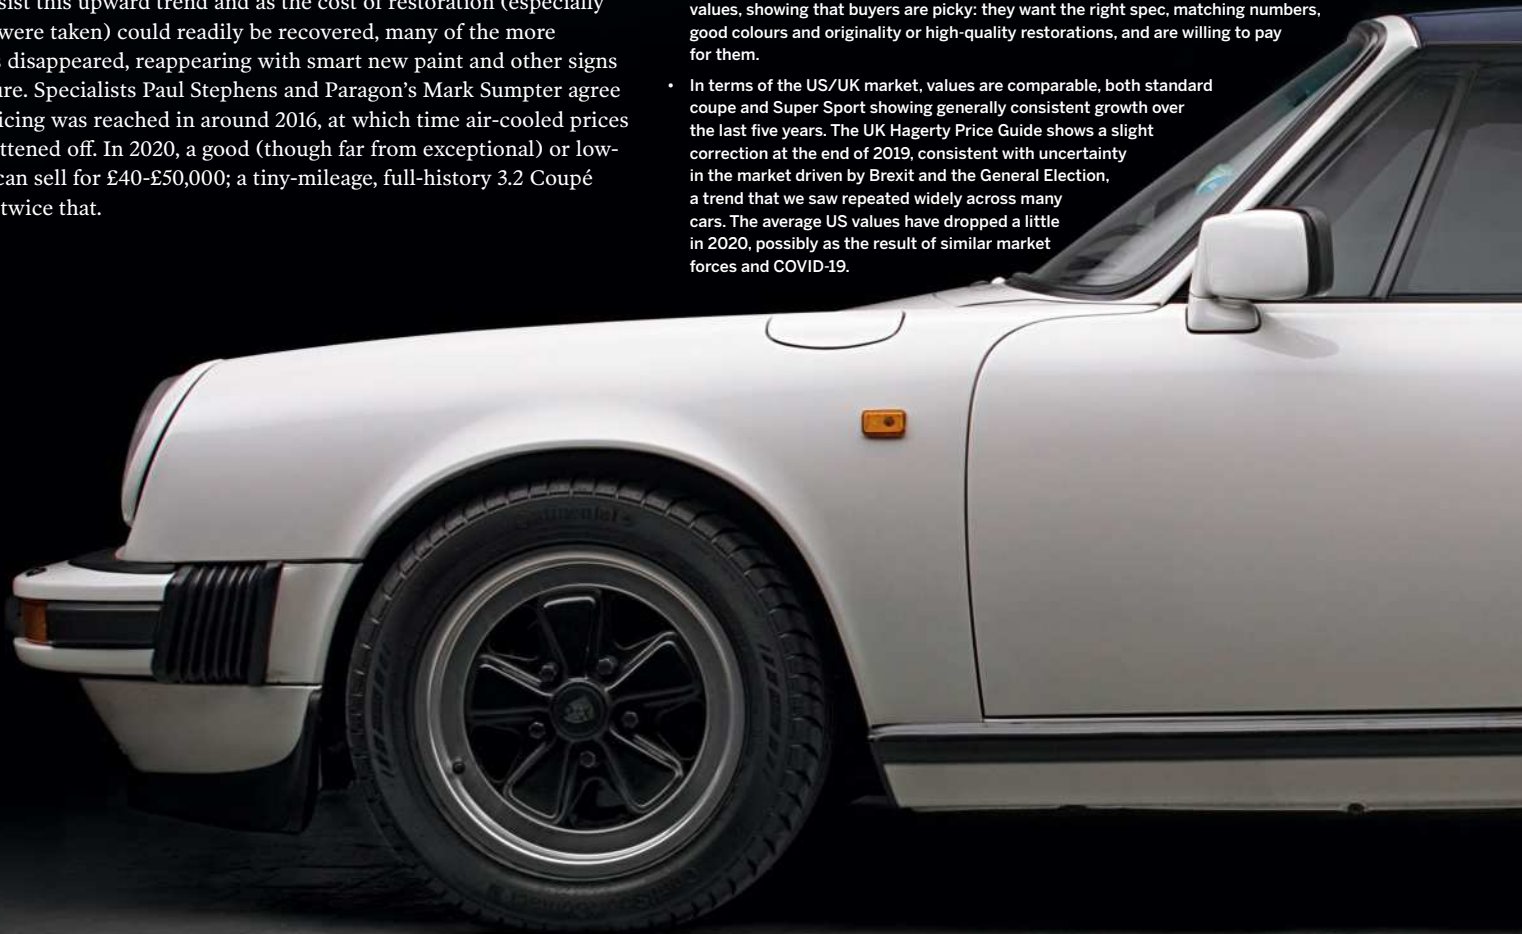 sist this upward trend and as the cost of restoration (especially
were taken) could readily be recovered, many of the more
disappeared, reappearing with smart new paint and other signs
ure. Specialists Paul Stephens and Paragon’s Mark Sumpter agree
icing was reached in around 2016, at which time air-cooled prices
ttened off. In 2020, a good (though far from exceptional) or low-
can sell for £40-£50,000; a tiny-mileage, full-history 3.2 Coupé
twice that.
values, showing that buyers are picky: they want the right spec, matching numbers,
good colours and originality or high-quality restorations, and are willing to pay
for them.
• In terms of the US/UK market, values are comparable, both standard
coupe and Super Sport showing generally consistent growth over
the last five years. The UK Hagerty Price Guide shows a slight
correction at the end of 2019, consistent with uncertainty
in the market driven by Brexit and the General Election,
a trend that we saw repeated widely across many
cars. The average US values have dropped a little
in 2020, possibly as the result of similar market
forces and COVID-19.
Continental